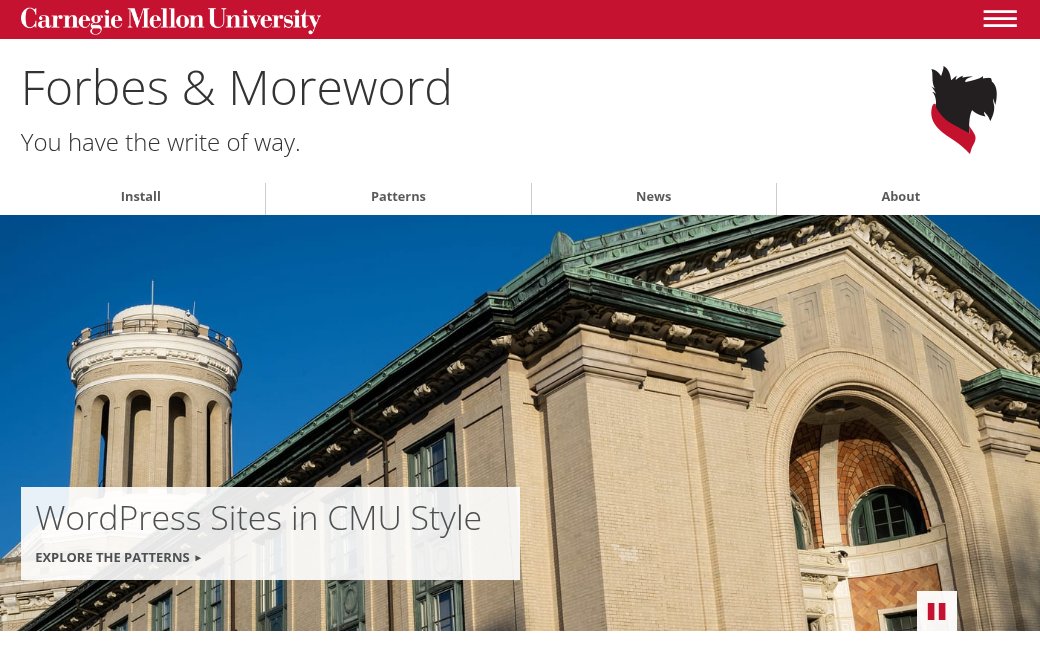 Carnegie Mellon University
Forbes & Moreword
You have the write of way.
Install
Patterns
News
About
WordPress Sites in CMU Style
EXPLORE THE PATTERNS ▸